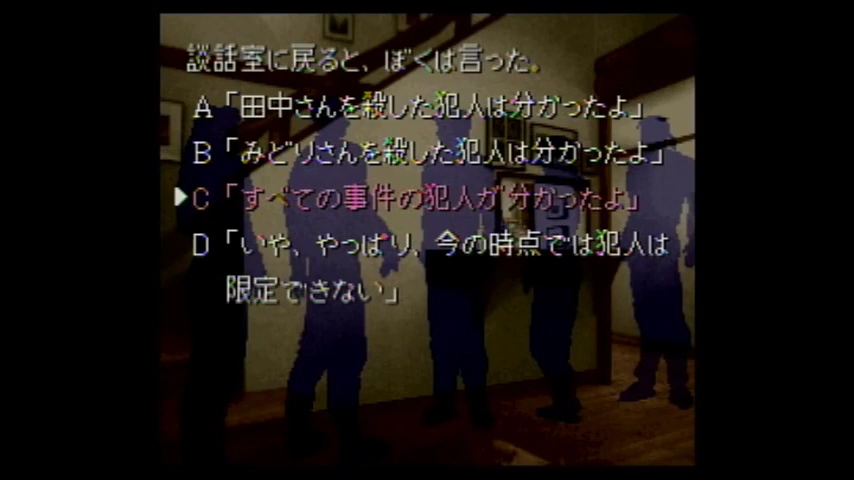 談話室に戻ると、ぼくは言った。
A「田中さんを殺した犯人は分かったよ」
B「みどりさんを殺した犯人は分かったよ」
C「すべての事件の犯人が分かったよ」
D「いや、やっぱり、今の時点では犯人は
限定できない」